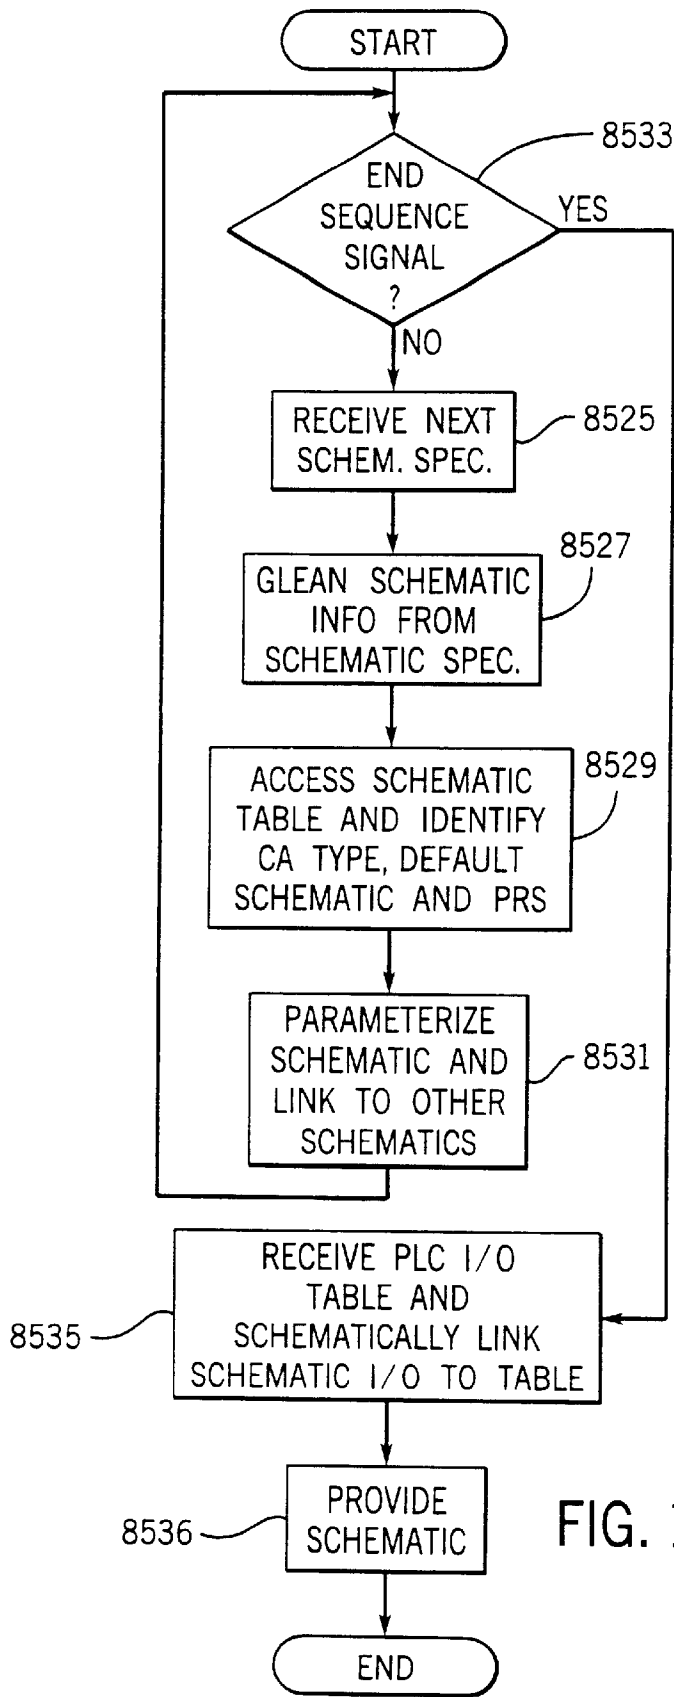 START
8533
END
SEQUENCE
SIGNAL
?
YES
NO
RECEIVE NEXT
SCHEM. SPEC.
8525
8527
GLEAN SCHEMATIC
INFO FROM
SCHEMATIC SPEC.
8529
ACCESS SCHEMATIC
TABLE AND IDENTIFY
CA TYPE, DEFAULT
SCHEMATIC AND PRS
PARAMETERIZE
SCHEMATIC AND
LINK TO OTHER
SCHEMATICS
8531
RECEIVE PLC I/O
TABLE AND
SCHEMATICALLY LINK
SCHEMATIC I/O TO TABLE
8535
PROVIDE
SCHEMATIC
8536
FIG.
END